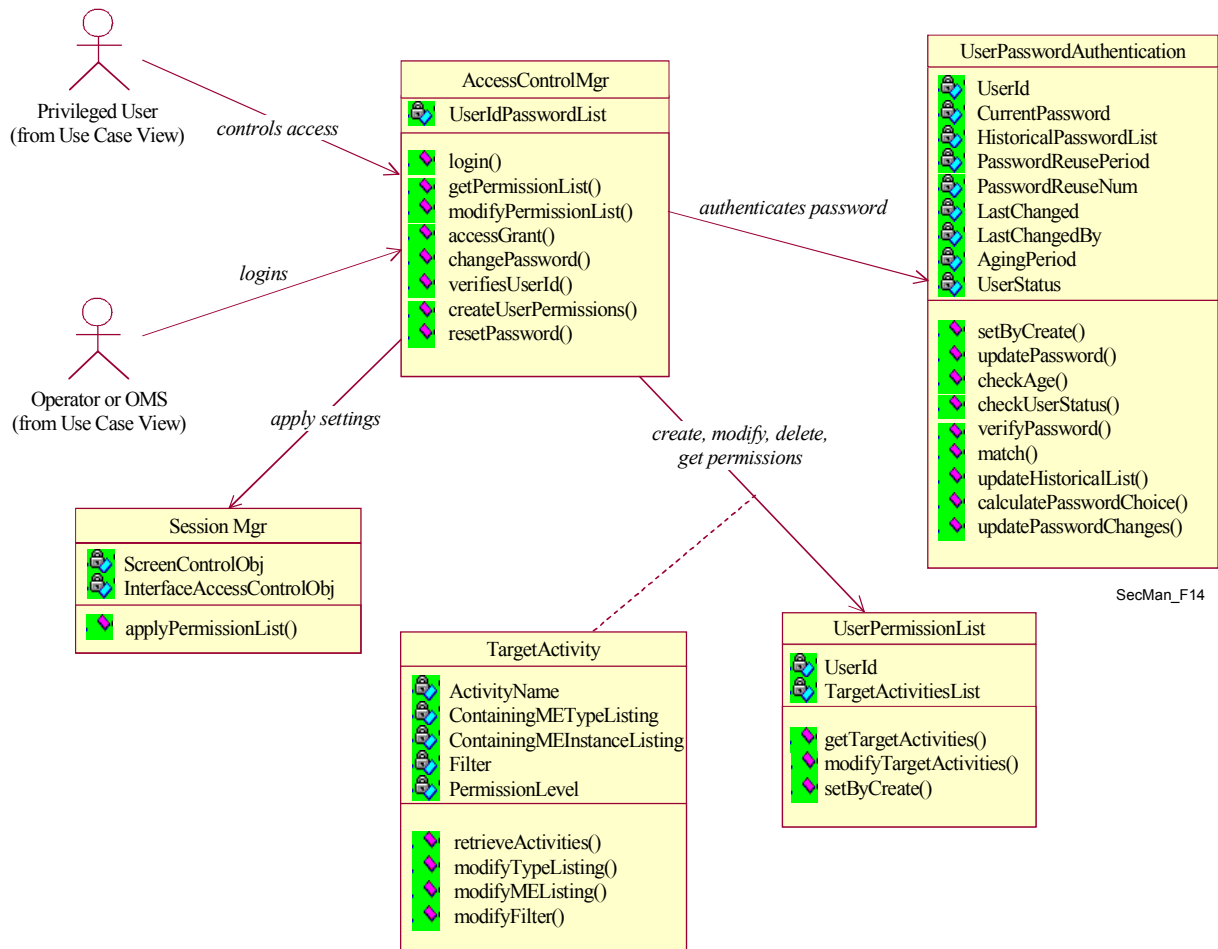 Privileged User
(from Use Case View)
controls access
logins
Operator or OMS
(from Use Case View)
AccessControlMgr
UserIdPasswordList
login()
getPermissionList()
modifyPermissionList()
accessGrant()
changePassword()
verifiesUserId()
createUserPermissions()
resetPassword()
authenticates password
UserPasswordAuthentication
UserId
CurrentPassword
HistoricalPasswordList
PasswordReusePeriod
PasswordReuseNum
LastChanged
LastChangedBy
AgingPeriod
UserStatus
setByCreate()
updatePassword()
checkAge()
checkUserStatus()
verifyPassword()
match()
updateHistoricalList()
calculatePasswordChoice()
updatePasswordChanges()
SecMan_F14
apply settings
create, modify, delete,
get permissions
Session Mgr
ScreenControlObj
InterfaceAccessControlObj
applyPermissionList()
TargetActivity
ActivityName
ContainingMETypeListing
ContainingMEInstanceListing
Filter
PermissionLevel
retrieveActivities()
modifyTypeListing()
modifyMEListing()
modifyFilter()
UserPermissionList
UserId
TargetActivitiesList
getTargetActivities()
modifyTargetActivities()
setByCreate()